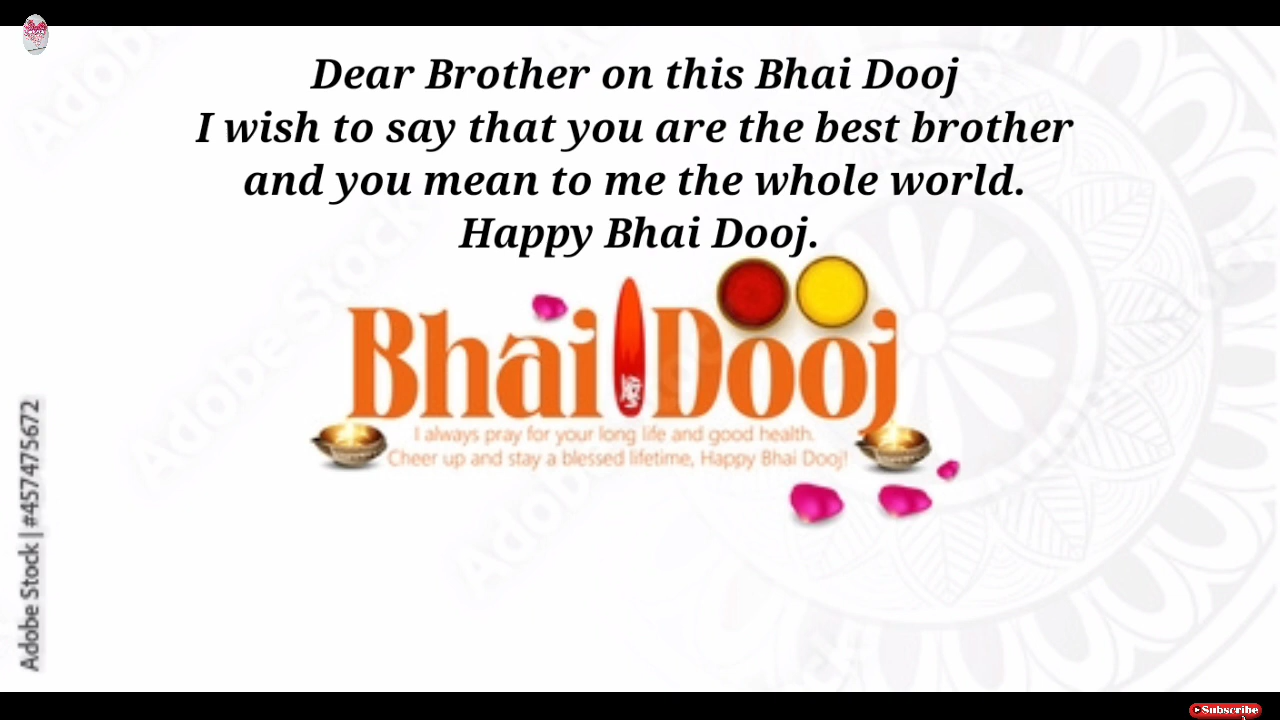 Dear Brother on this Bhai Dooj
I wish to say that you are the best brother
and you mean to me the whole world.
Happy Bhai Dooj.
Bhai Dooj
I always pray for your long life and good health.
Cheer up and stay a blessed lifetime, Happy Bhai Dooj!
Adobe Stock | #457475672
Adobe Stock
Subscribe